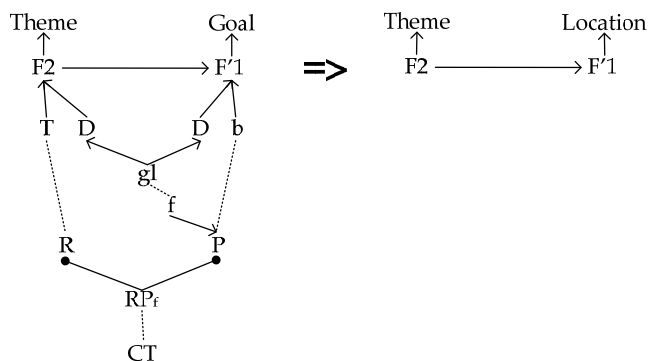 Theme Goal Theme Location
F2 F'1 => F2 F'1
T D D b
gl
f
R P
RPf
CT